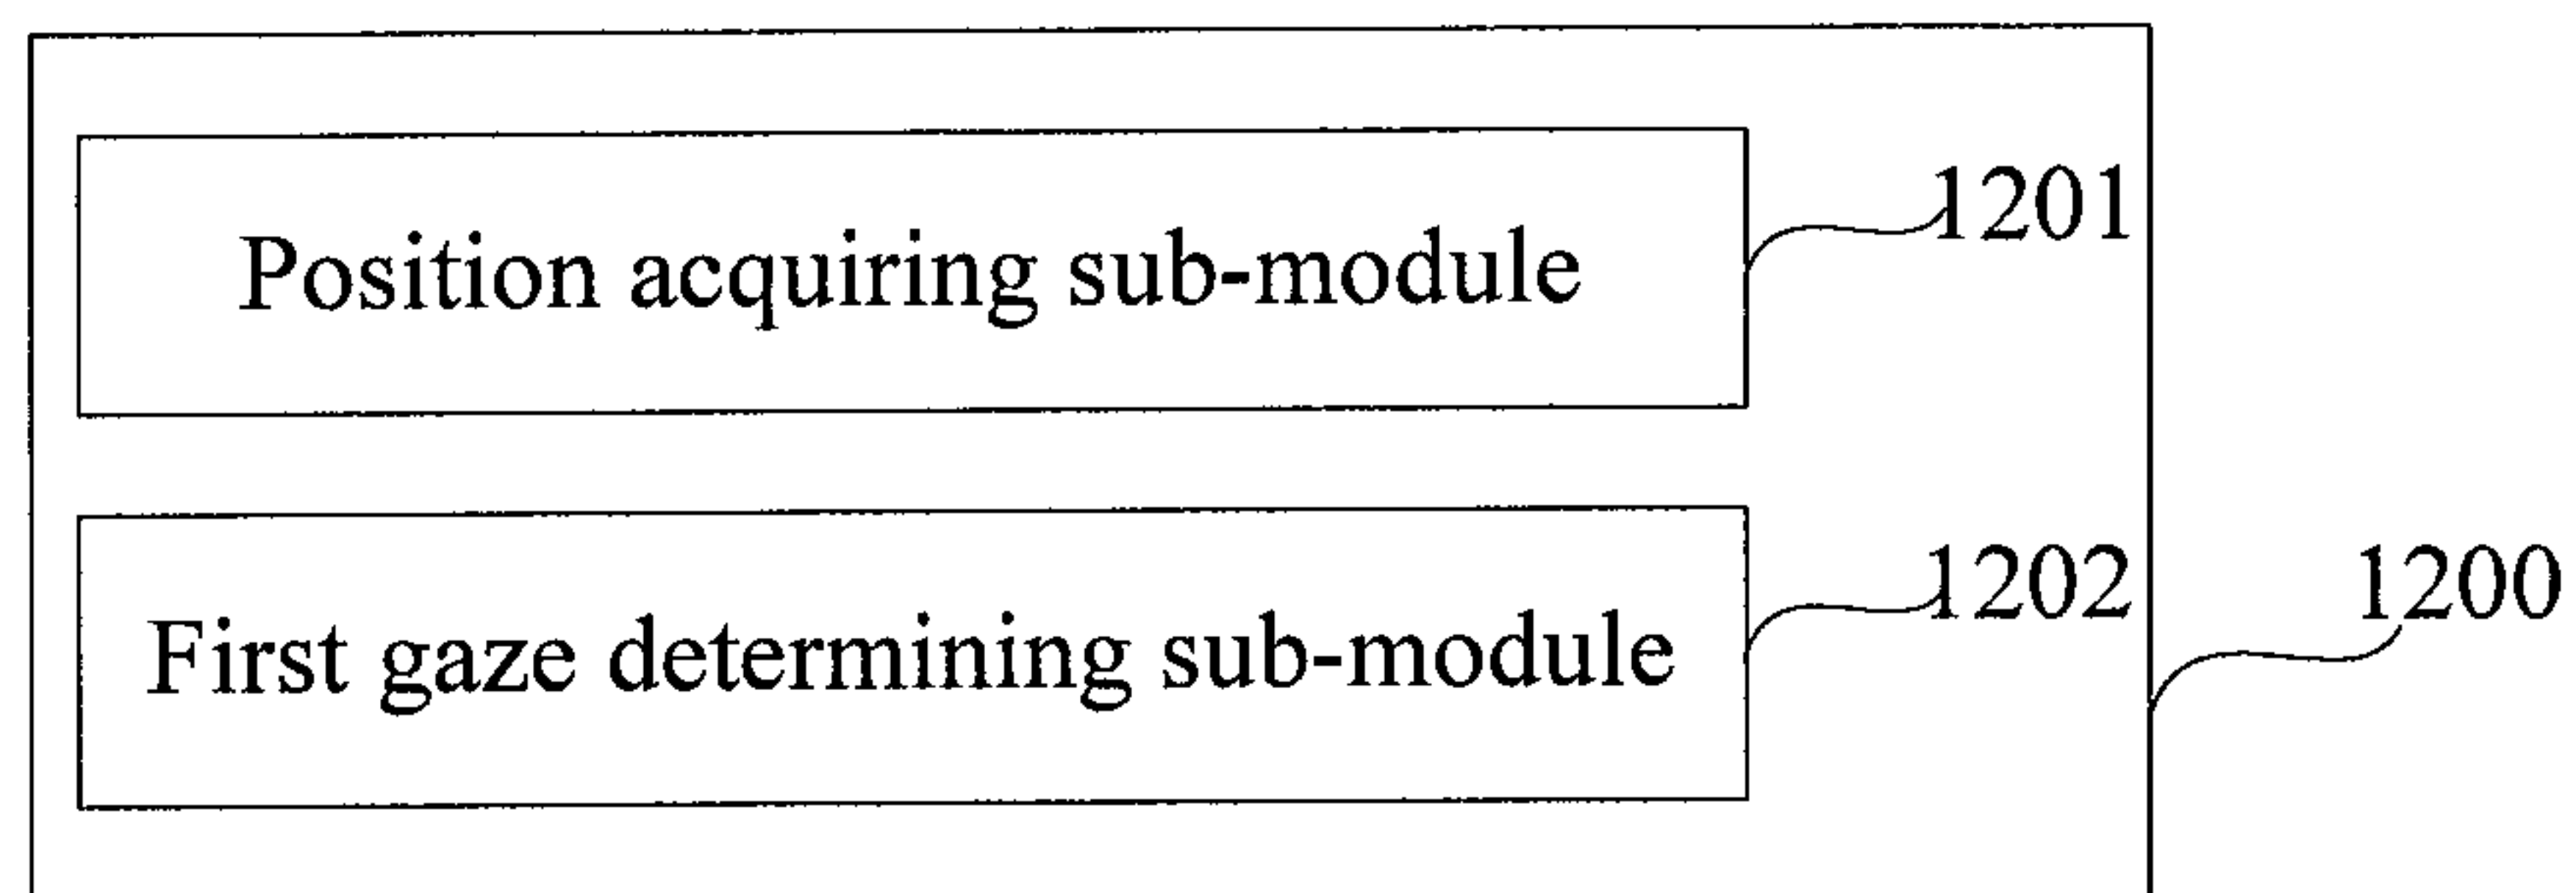 Position acquiring sub-module
1201
First gaze determining sub-module
1202
1200